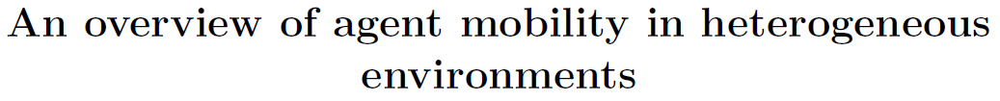 An overview of agent mobility in heterogeneous
environments